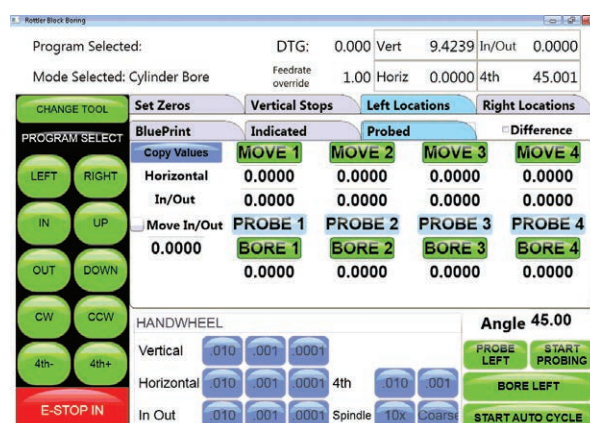 Rottler Block Boring
Program Selected: DTG: 0.000 Vert 9.4239 In/Out 0.0000
Mode Selected: Cylinder Bore Feedrate override 1.00 Horiz 0.0000 4th 45.001
CHANGE TOOL Set Zeros Vertical Stops Left Locations Right Locations
PROGRAM SELECT BluePrint Indicated Probed Difference
Copy Values MOVE 1 MOVE 2 MOVE 3 MOVE 4
LEFT RIGHT Horizontal 0.0000 0.0000 0.0000 0.0000
In/Out 0.0000 0.0000 0.0000 0.0000
IN UP Move In/Out PROBE 1 PROBE 2 PROBE 3 PROBE 4
0.0000 BORE 1 BORE 2 BORE 3 BORE 4
OUT DOWN 0.0000 0.0000 0.0000 0.0000
CW CCW HANDWHEEL Angle 45.00
Vertical .010 .001 .0001 PROBE LEFT START PROBING
4th- 4th+ Horizontal .010 .001 .0001 4th .010 .001 BORE LEFT
E-STOP IN In Out .010 .001 .0001 Spindle 10x Coarse START AUTO CYCLE